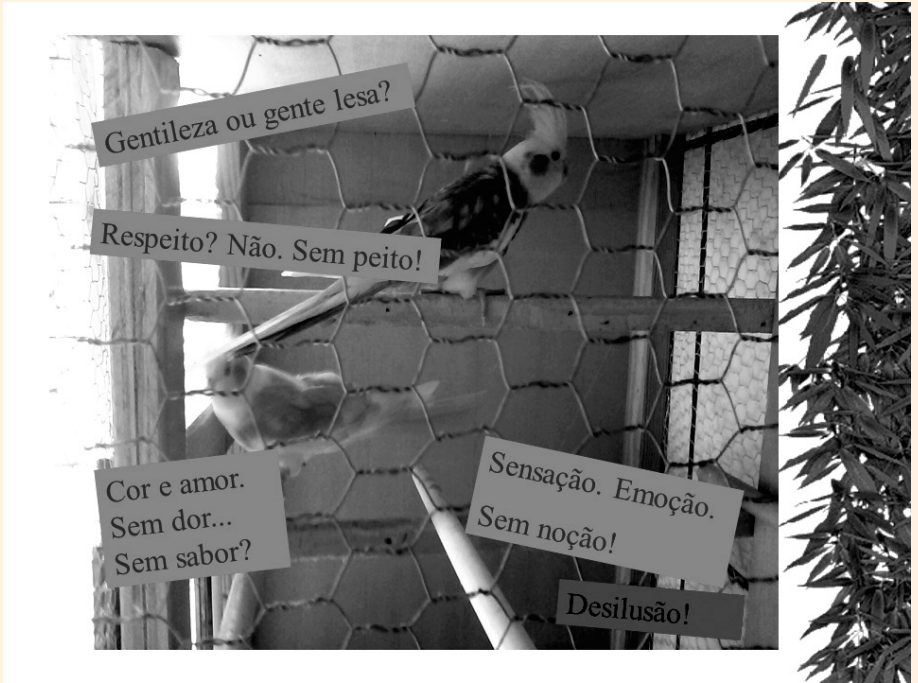 Gentileza ou gente lesa?
Respeito? Não. Sem peito!
Cor e amor.
Sem dor...
Sem sabor?
Sensação. Emoção.
Sem noção!
Desilusão!